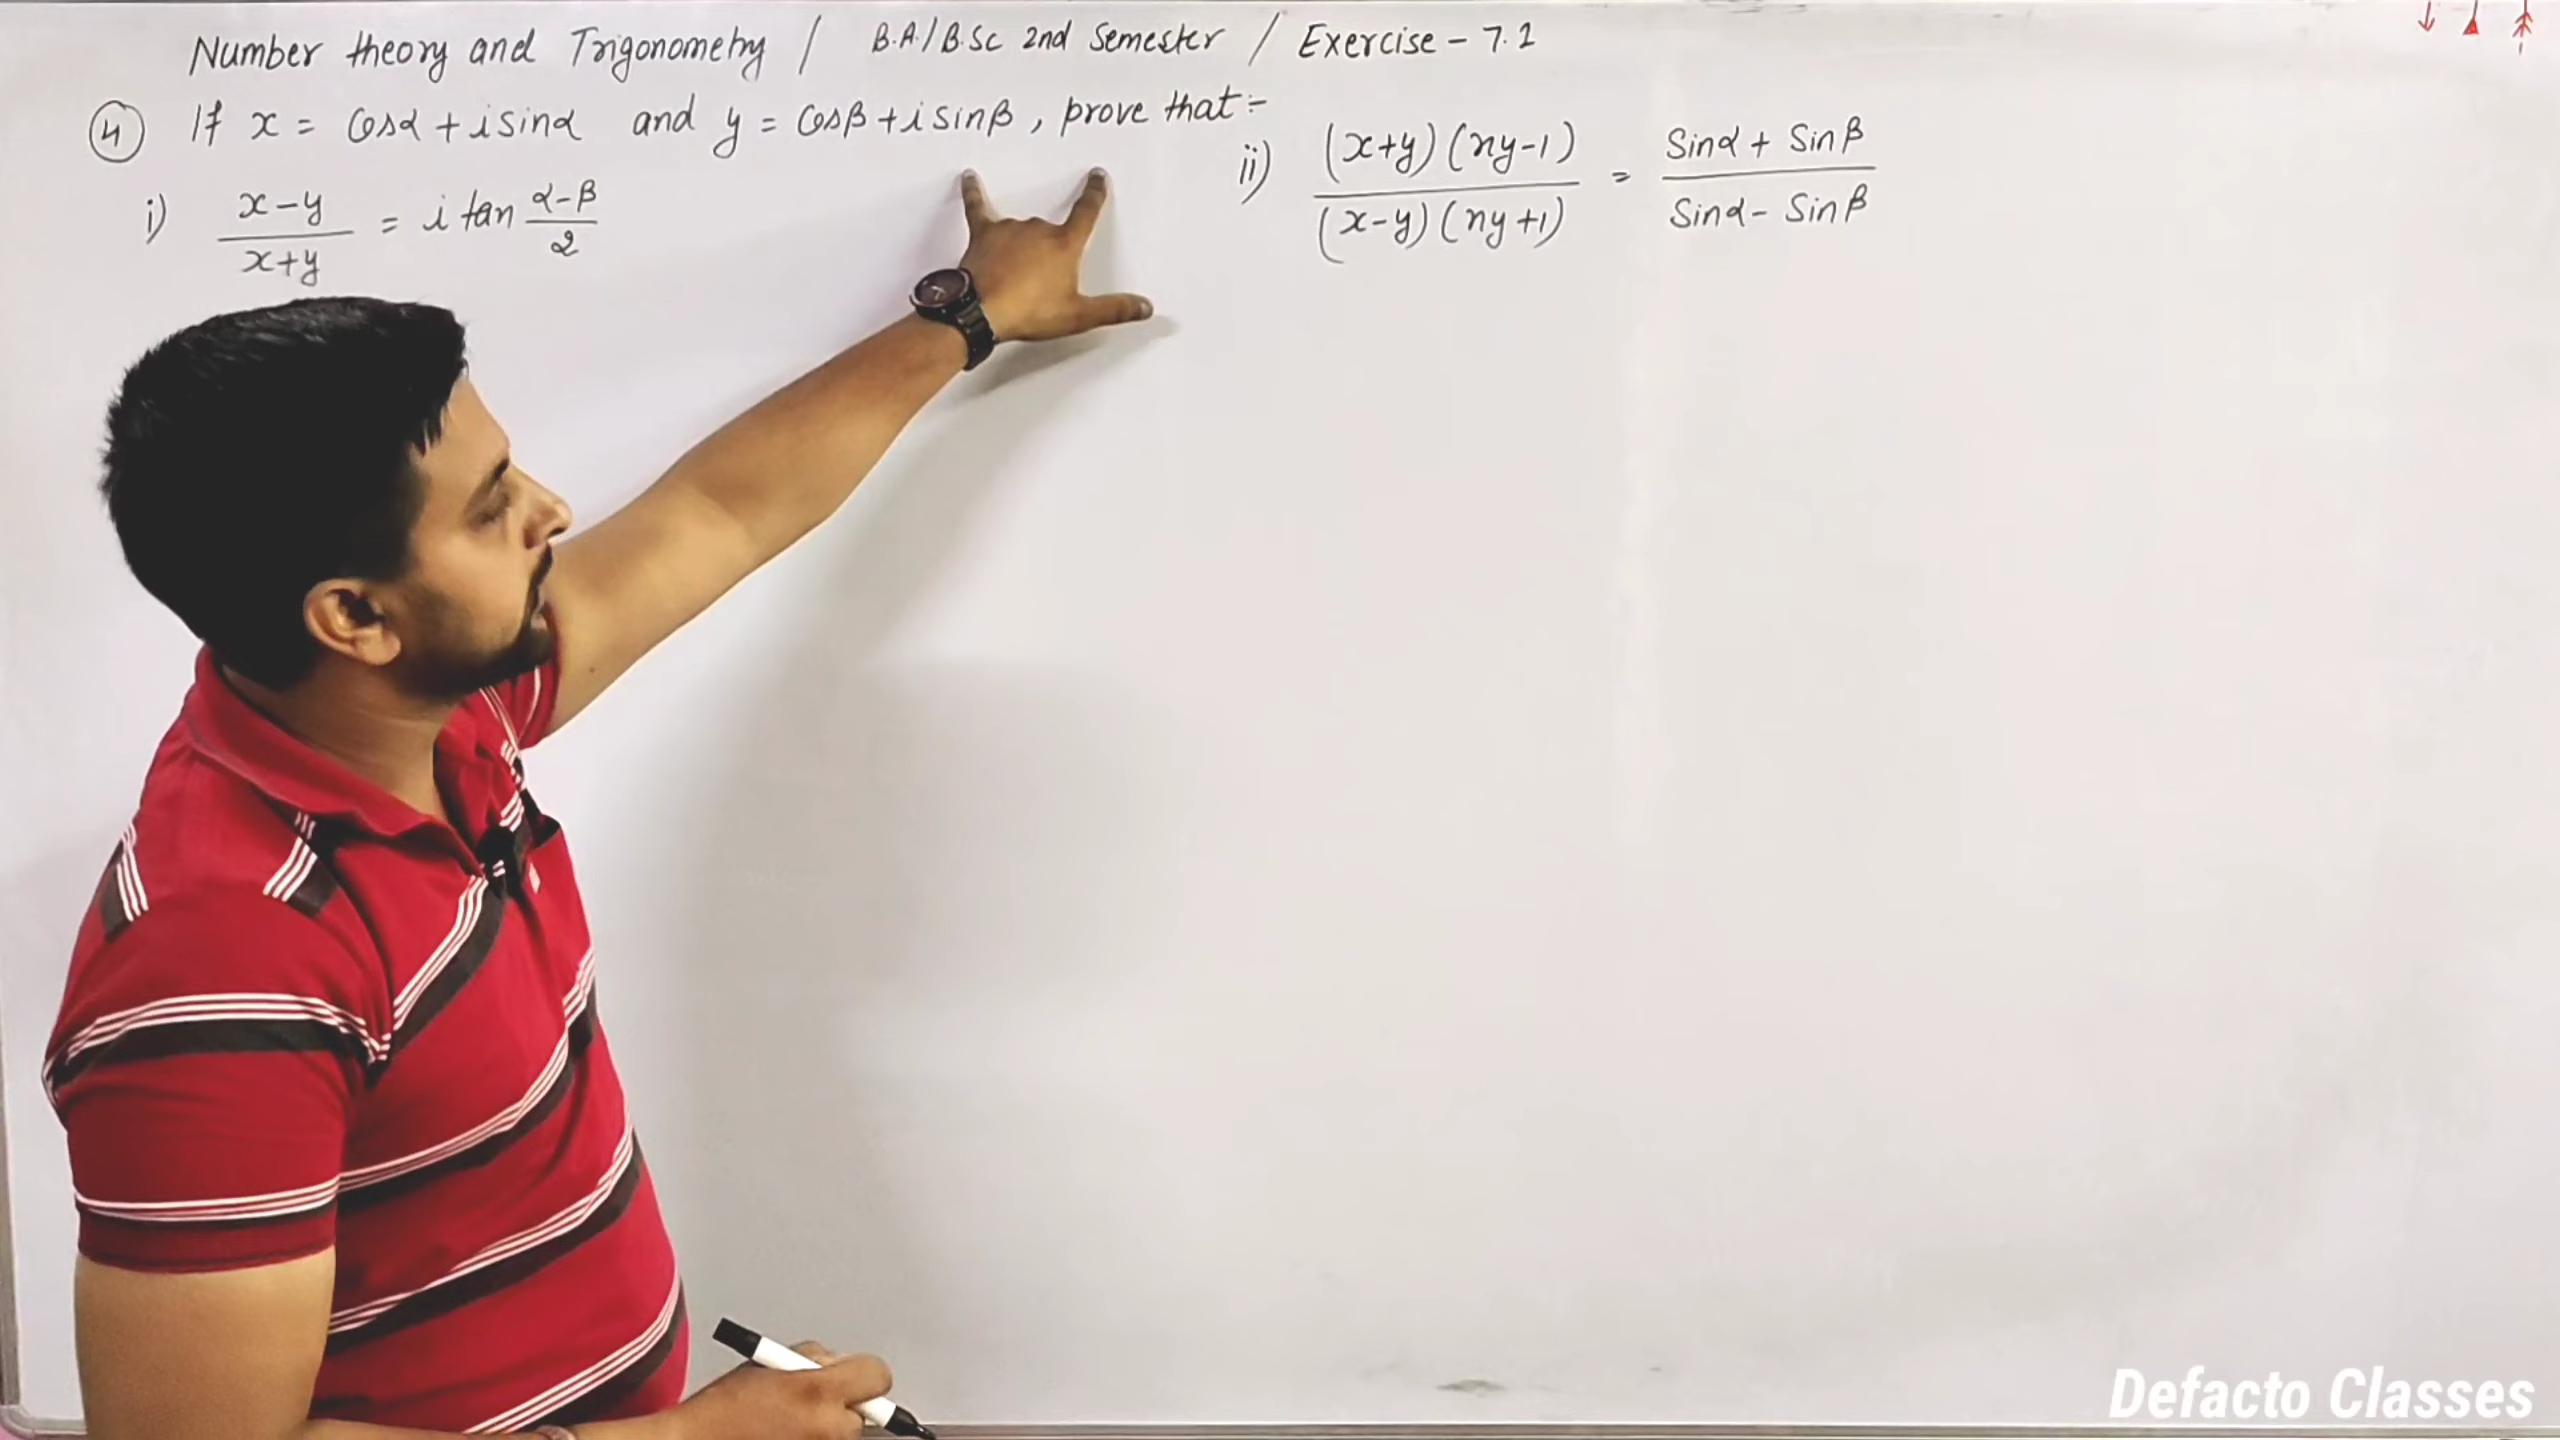 Number theory and Trigonometry / B.A./B.Sc 2nd Semester / Exercise - 7.1
4 If x = cosα + i sinα and y = cosβ + i sinβ, prove that :-
i) (x-y)/(x+y) = i tan (α-β)/2
ii) (x+y)(xy-1)/(x-y)(xy+1) = (Sinα + Sinβ)/(Sinα - Sinβ)
Defacto Classes